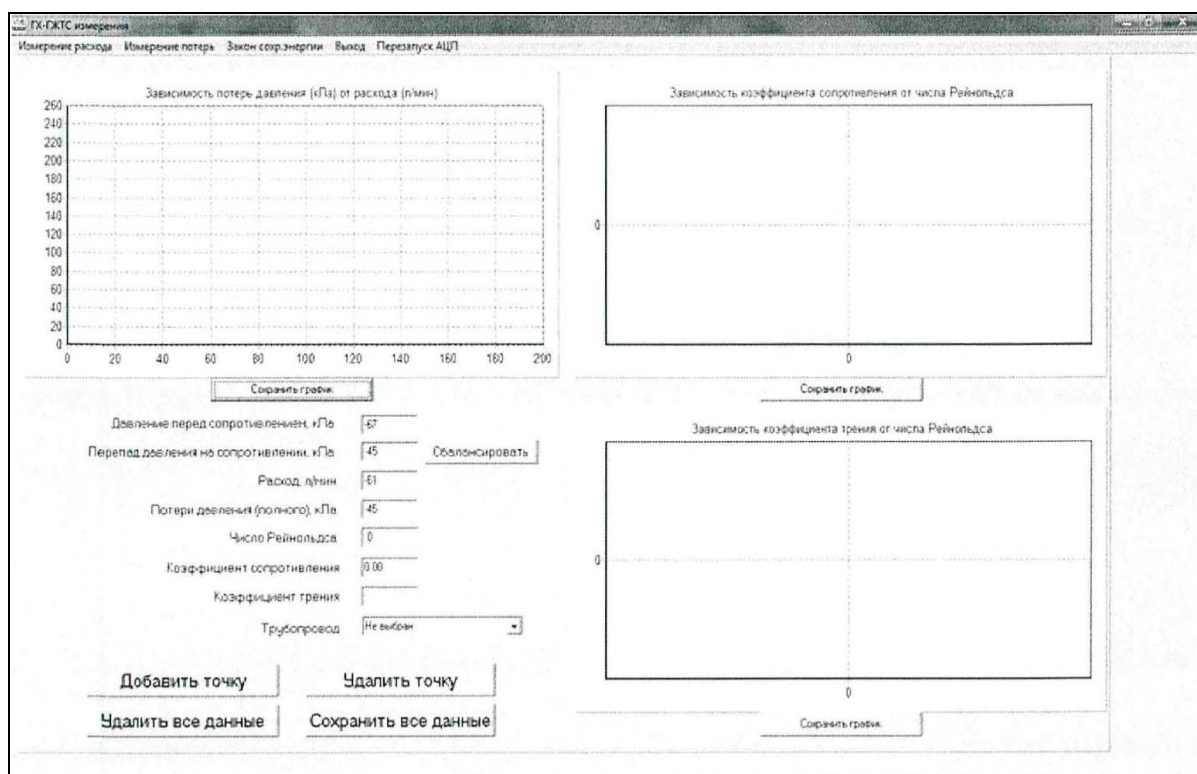 ГХ-ГЖТС измерения
Измерение расхода Измерение потерь Закон сохр.энергии Выход Перезапуск АЦП
Зависимость потерь давления (кПа) от расхода (л/мин)
260
240
220
200
180
160
140
120
100
80
60
40
20
0
0 20 40 60 80 100 120 140 160 180 200
Сохранить график
Давление перед сопротивлением, кПа -67
Перепад давления на сопротивлении, кПа 45 Сбалансировать
Расход, л/мин -61
Потери давления (полного), кПа 45
Число Рейнольдса 0
Коэффициент сопротивления 0.00
Коэффициент трения
Трубопровод Не выбран
Добавить точку Удалить точку
Удалить все данные Сохранить все данные
Зависимость коэффициента сопротивления от числа Рейнольдса
0
0
Сохранить график
Зависимость коэффициента трения от числа Рейнольдса
0
0
Сохранить график